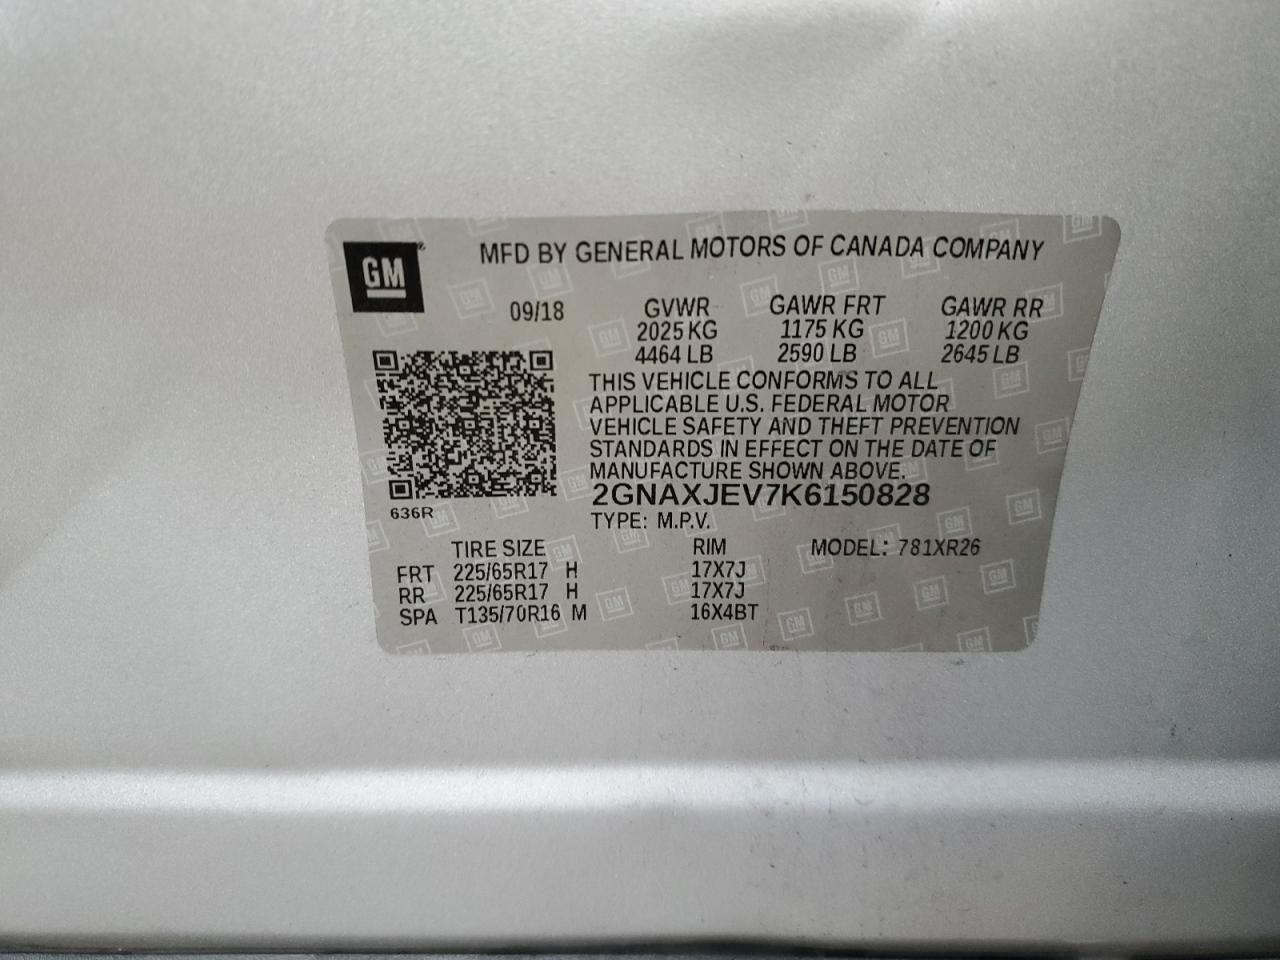 GM
MFD BY GENERAL MOTORS OF CANADA COMPANY
09/18 GVWR GAWR FRT GAWR RR
2025 KG 1175 KG 1200 KG
4464 LB 2590 LB 2645 LB
THIS VEHICLE CONFORMS TO ALL
APPLICABLE U.S. FEDERAL MOTOR
VEHICLE SAFETY AND THEFT PREVENTION
STANDARDS IN EFFECT ON THE DATE OF
MANUFACTURE SHOWN ABOVE.
2GNAXJEV7K6150828
636R
TYPE: M.P.V.
TIRE SIZE RIM MODEL: 781XR26
FRT 225/65R17 H 17X7J
RR 225/65R17 H 17X7J
SPA T135/70R16 M 16X4BT